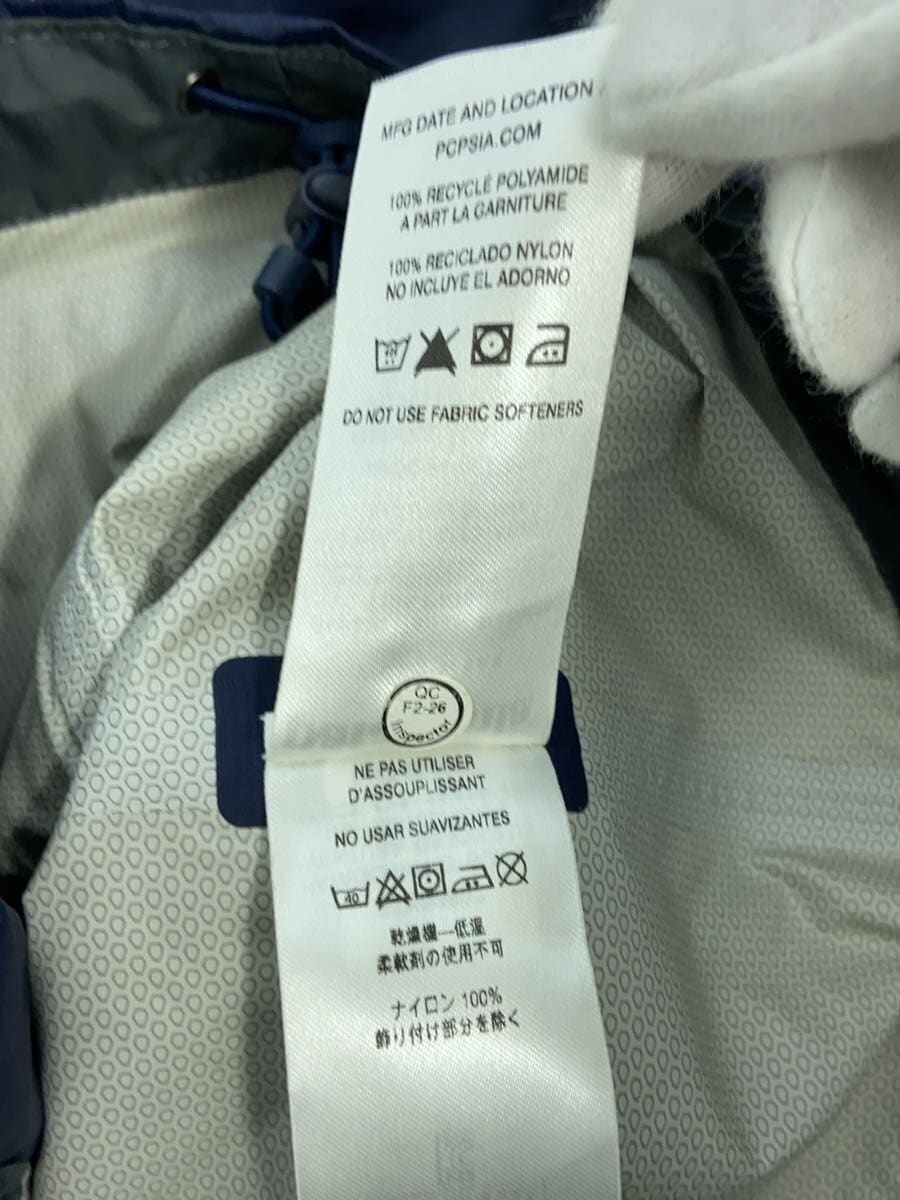 MFG DATE AND LOCATION
PCPSIA.COM
100% RECYCLÉ POLYAMIDE
A PART LA GARNITURE
100% RECICLADO NYLON
NO INCLUYE EL ADORNO
DO NOT USE FABRIC SOFTENERS
QC
F2-26
Inspector
NE PAS UTILISER
D'ASSOUPLISSANT
NO USAR SUAVIZANTES
40
乾燥機—低温
柔軟剤の使用不可
ナイロン 100%
飾り付け部分を除く